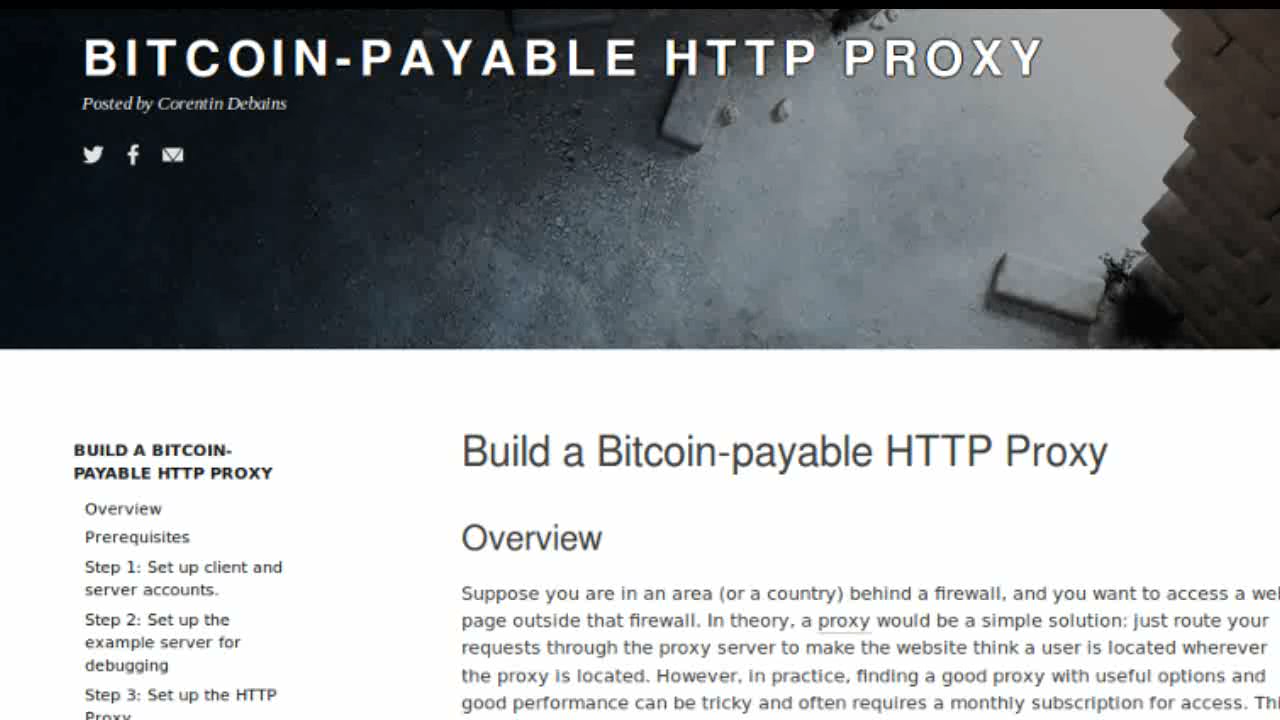 BITCOIN-PAYABLE HTTP PROXY
Posted by Corentin Debains
BUILD A BITCOIN-
PAYABLE HTTP PROXY
Overview
Prerequisites
Step 1: Set up client and
server accounts.
Step 2: Set up the
example server for
debugging
Step 3: Set up the HTTP
Proxy
Build a Bitcoin-payable HTTP Proxy
Overview
Suppose you are in an area (or a country) behind a firewall, and you want to access a
page outside that firewall. In theory, a proxy would be a simple solution: just route your
requests through the proxy server to make the website think a user is located wherever
the proxy is located. However, in practice, finding a good proxy with useful options and
good performance can be tricky and often requires a monthly subscription for access.